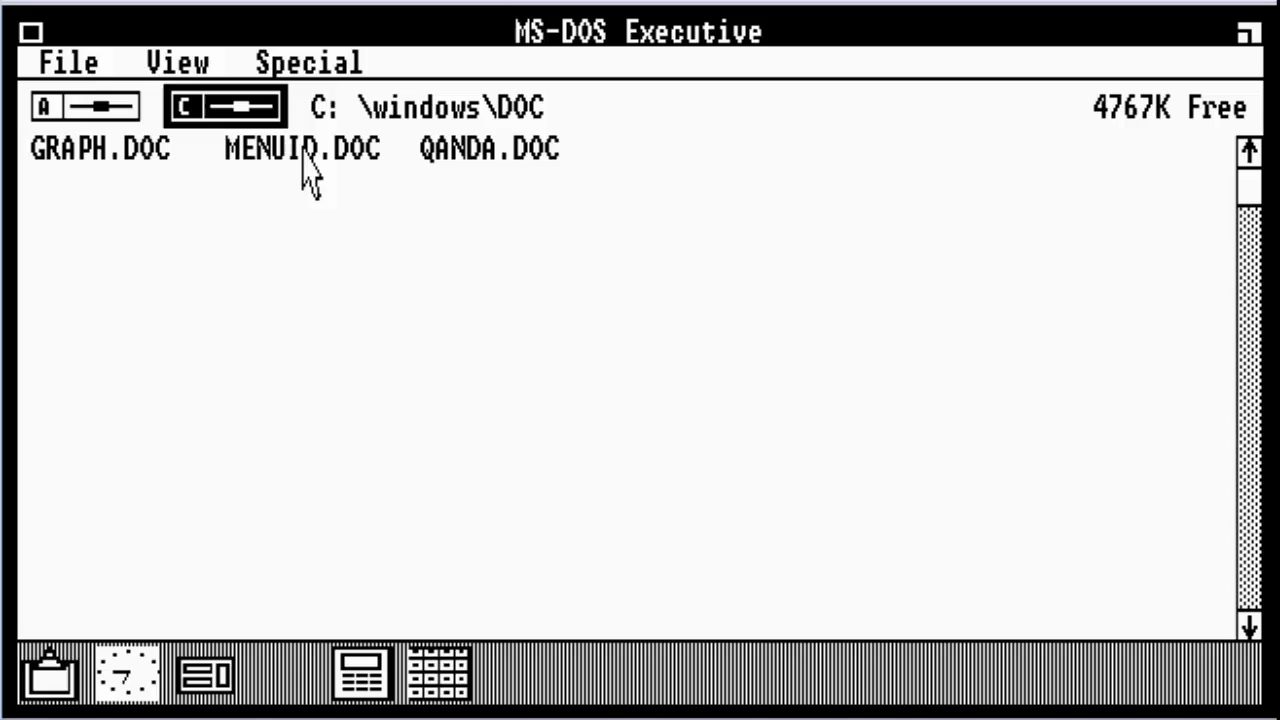 MS-DOS Executive
File View Special
A C C: \windows\DOC 4767K Free
GRAPH.DOC MENUID.DOC QANDA.DOC